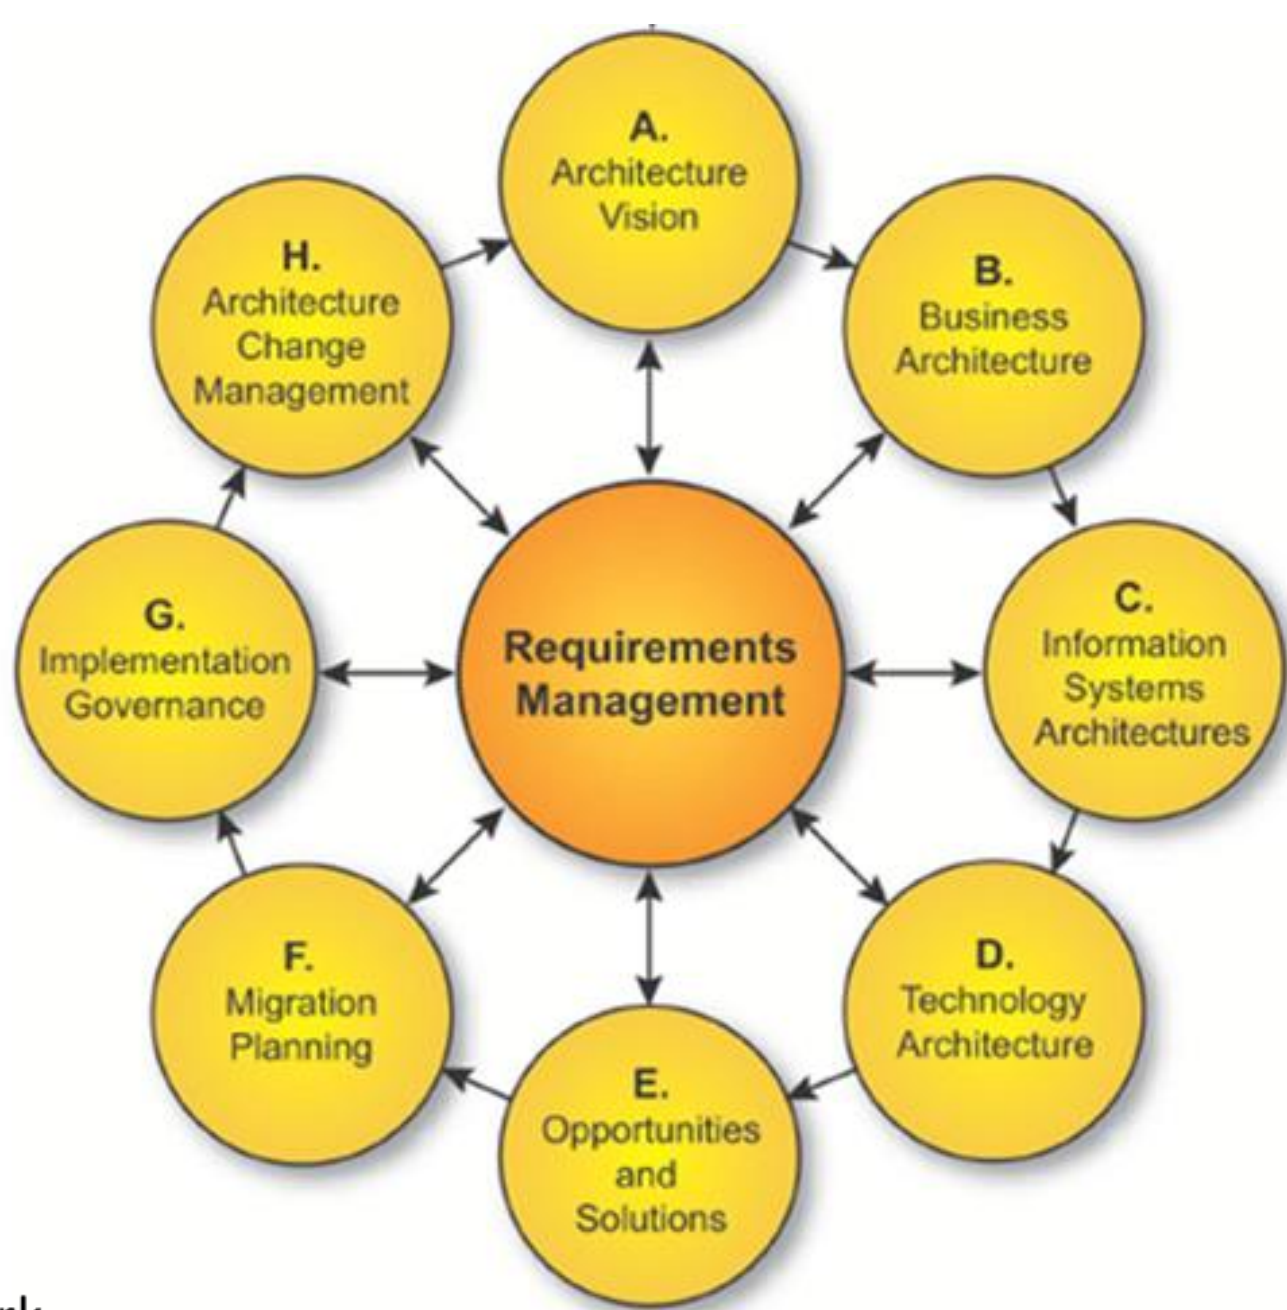 A.
Architecture
Vision
B.
Business
Architecture
C.
Information
Systems
Architectures
D.
Technology
Architecture
E.
Opportunities
and
Solutions
F.
Migration
Planning
G.
Implementation
Governance
H.
Architecture
Change
Management
Requirements
Management